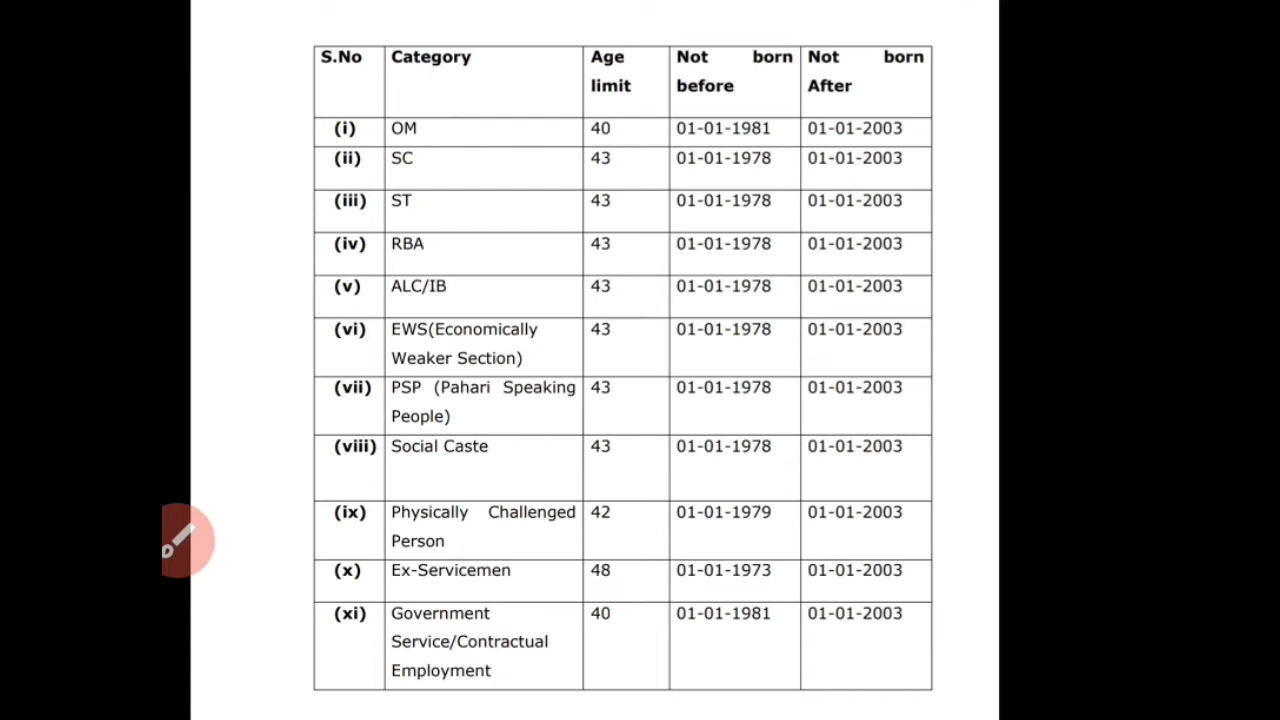 S.No Category Age limit Not born before Not born After
(i) OM 40 01-01-1981 01-01-2003
(ii) SC 43 01-01-1978 01-01-2003
(iii) ST 43 01-01-1978 01-01-2003
(iv) RBA 43 01-01-1978 01-01-2003
(v) ALC/IB 43 01-01-1978 01-01-2003
(vi) EWS(Economically Weaker Section) 43 01-01-1978 01-01-2003
(vii) PSP (Pahari Speaking People) 43 01-01-1978 01-01-2003
(viii) Social Caste 43 01-01-1978 01-01-2003
(ix) Physically Challenged Person 42 01-01-1979 01-01-2003
(x) Ex-Servicemen 48 01-01-1973 01-01-2003
(xi) Government Service/Contractual Employment 40 01-01-1981 01-01-2003